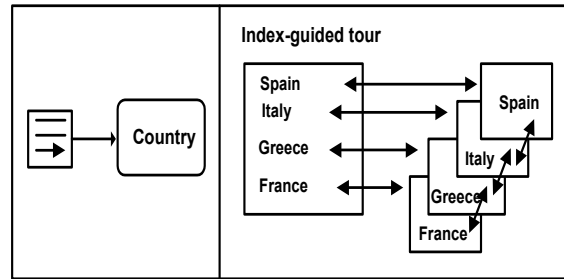 Country
Index-guided tour
Spain
Italy
Greece
France
Spain
Italy
Greece
France